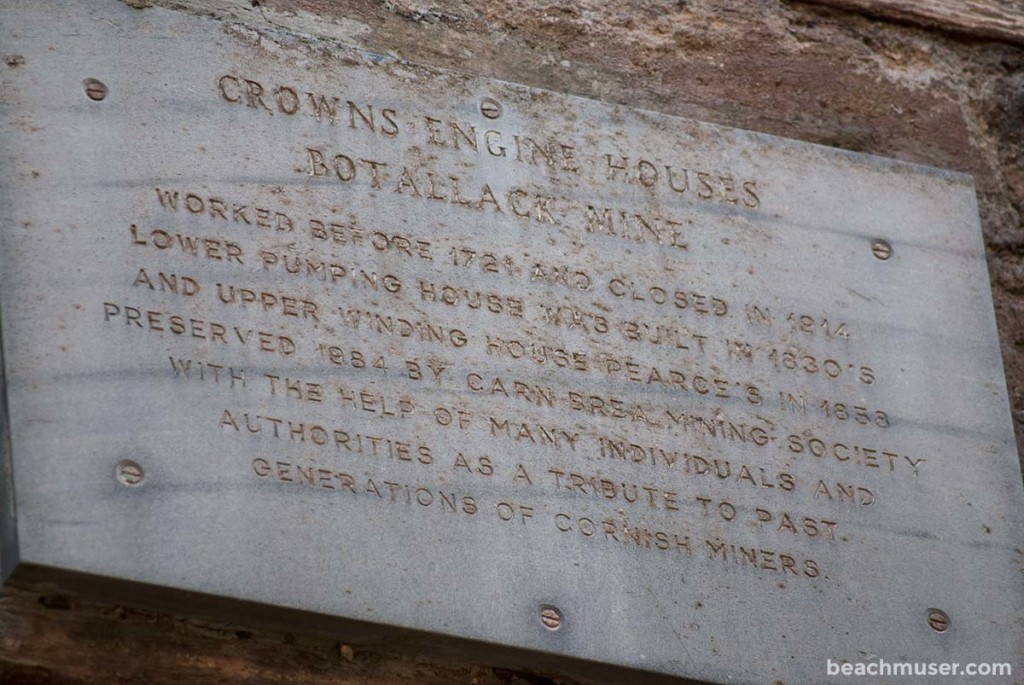 CROWNS ENGINE HOUSES
BOTALLACK MINE
WORKED BEFORE 1721 AND CLOSED IN 1914
LOWER PUMPING HOUSE WAS BUILT IN 1830'S
AND UPPER WINDING HOUSE PEARCE'S IN 1858
PRESERVED 1984 BY CARN BREA MINING SOCIETY
WITH THE HELP OF MANY INDIVIDUALS AND
AUTHORITIES AS A TRIBUTE TO PAST
GENERATIONS OF CORNISH MINERS.
beachmuser.com